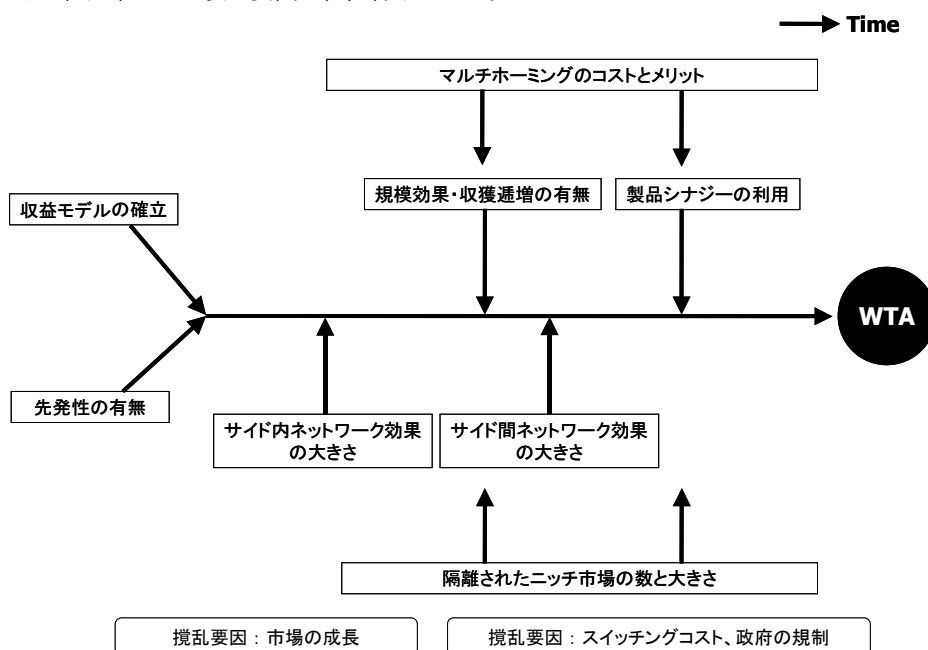 Time
マルチホーミングのコストとメリット
規模効果・収獲逓増の有無
製品シナジーの利用
収益モデルの確立
WTA
先発性の有無
サイド内ネットワーク効果
の大きさ
サイド間ネットワーク効果
の大きさ
隔離されたニッチ市場の数と大きさ
撹乱要因：市場の成長
撹乱要因：スイッチングコスト、政府の規制